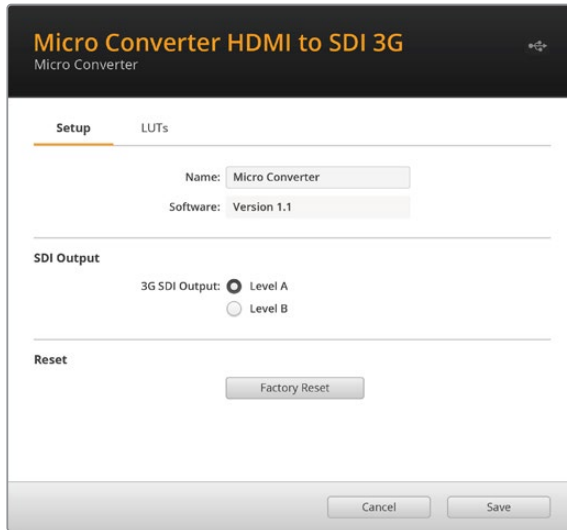 Micro Converter HDMI to SDI 3G
Micro Converter
Setup LUTs
Name: Micro Converter
Software: Version 1.1
SDI Output
3G SDI Output: Level A
Level B
Reset
Factory Reset
Cancel Save